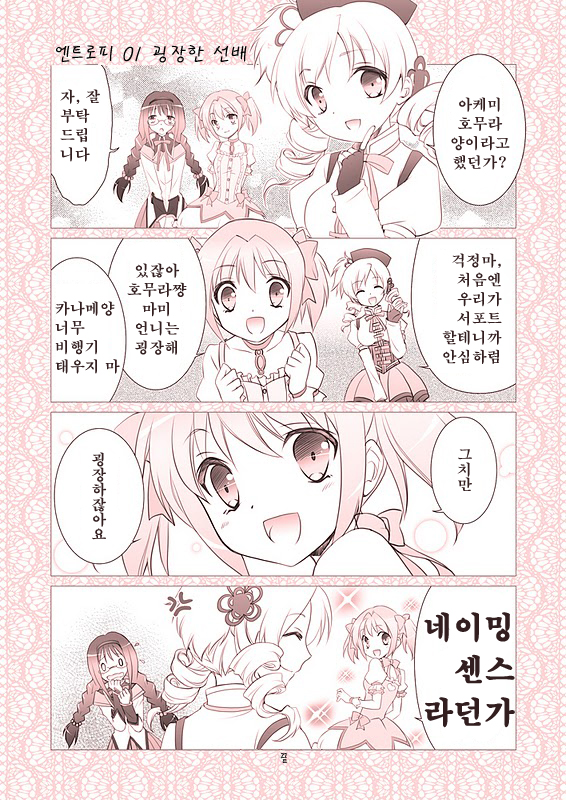 엔트로피 01 굉장한 선배
아케미
호무라
양이라고
했던가?
자, 잘
부탁
드립
니다
걱정마,
처음엔
우리가
서포트
할테니까
안심하렴
있잖아
호무라쨩
마미
언니는
굉장해
카나메양
너무
비행기
태우지 마
그치만
굉장하잖아요
네이밍
센스
라던가
끝